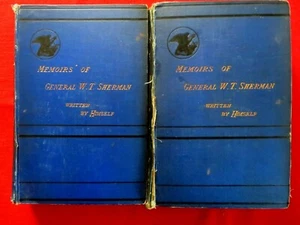 MEMOIRS OF
GENERAL W. T. SHERMAN
WRITTEN
BY HIMSELF
MEMOIRS OF
GENERAL W. T. SHERMAN
WRITTEN
BY HIMSELF